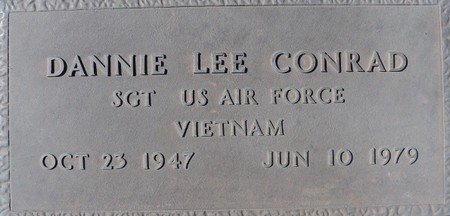 DANNIE LEE CONRAD
SGT US AIR FORCE
VIETNAM
OCT 23 1947 JUN 10 1979